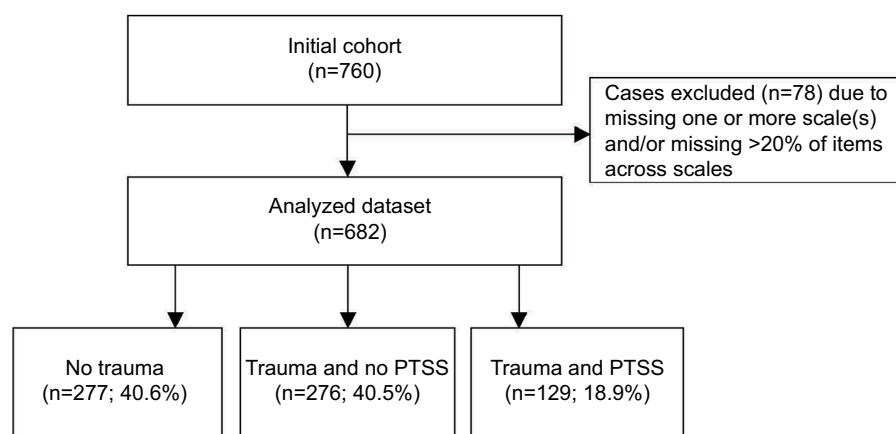 Initial cohort
(n=760)
Cases excluded (n=78) due to
missing one or more scale(s)
and/or missing >20% of items
across scales
Analyzed dataset
(n=682)
No trauma
(n=277; 40.6%)
Trauma and no PTSS
(n=276; 40.5%)
Trauma and PTSS
(n=129; 18.9%)